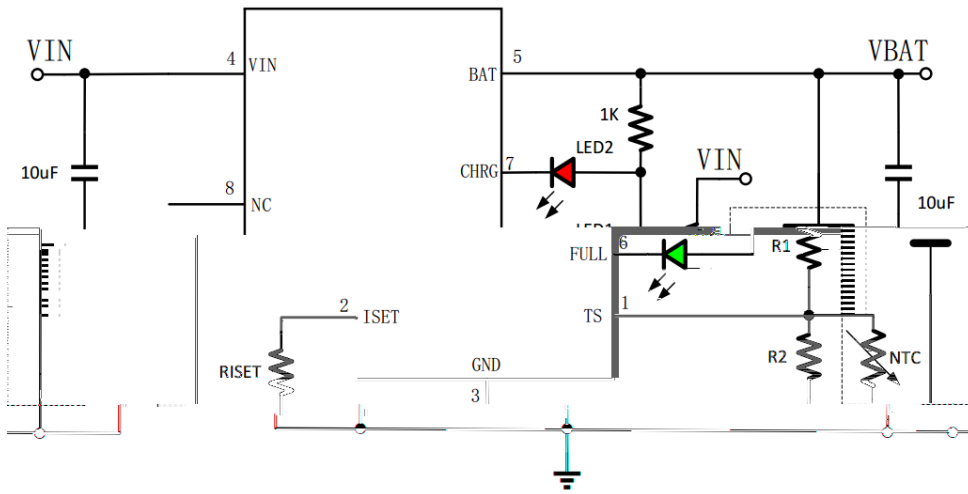 VIN
4
VIN
5
BAT
VBAT
1K
LED2
7
CHRG
VIN
10uF
8
NC
10uF
6
FULL
R1
2
ISET
1
TS
RISET
GND
3
R2
NTC